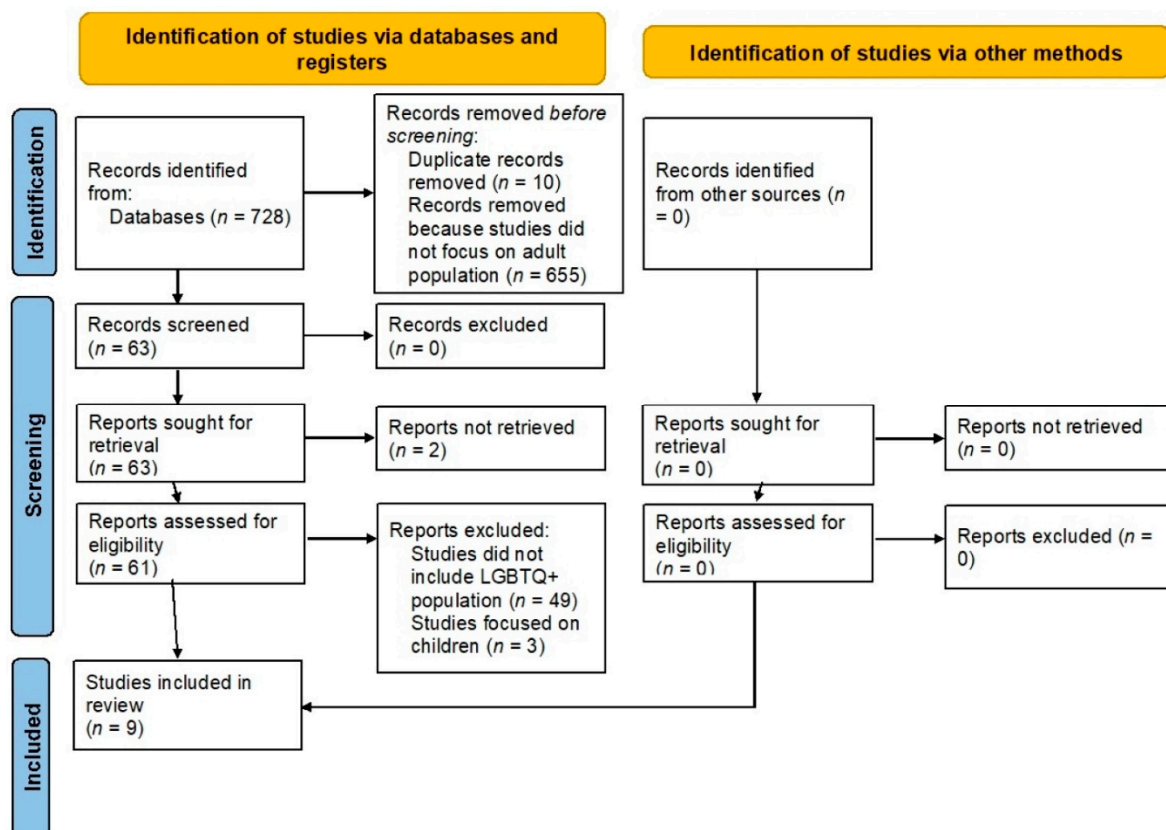 Identification of studies via databases and
registers
Identification of studies via other methods
Identification
Records identified
from:
Databases (n = 728)
Records removed before
screening:
Duplicate records
removed (n = 10)
Records removed
because studies did
not focus on adult
population (n = 655)
Records identified
from other sources (n
= 0)
Screening
Records screened
(n = 63)
Records excluded
(n = 0)
Reports sought for
retrieval
(n = 63)
Reports not retrieved
(n = 2)
Reports sought for
retrieval
(n = 0)
Reports not retrieved
(n = 0)
Reports assessed for
eligibility
(n = 61)
Reports excluded:
Studies did not
include LGBTQ+
population (n = 49)
Studies focused on
children (n = 3)
Reports assessed for
eligibility
(n = 0)
Reports excluded (n =
0)
Included
Studies included in
review
(n = 9)